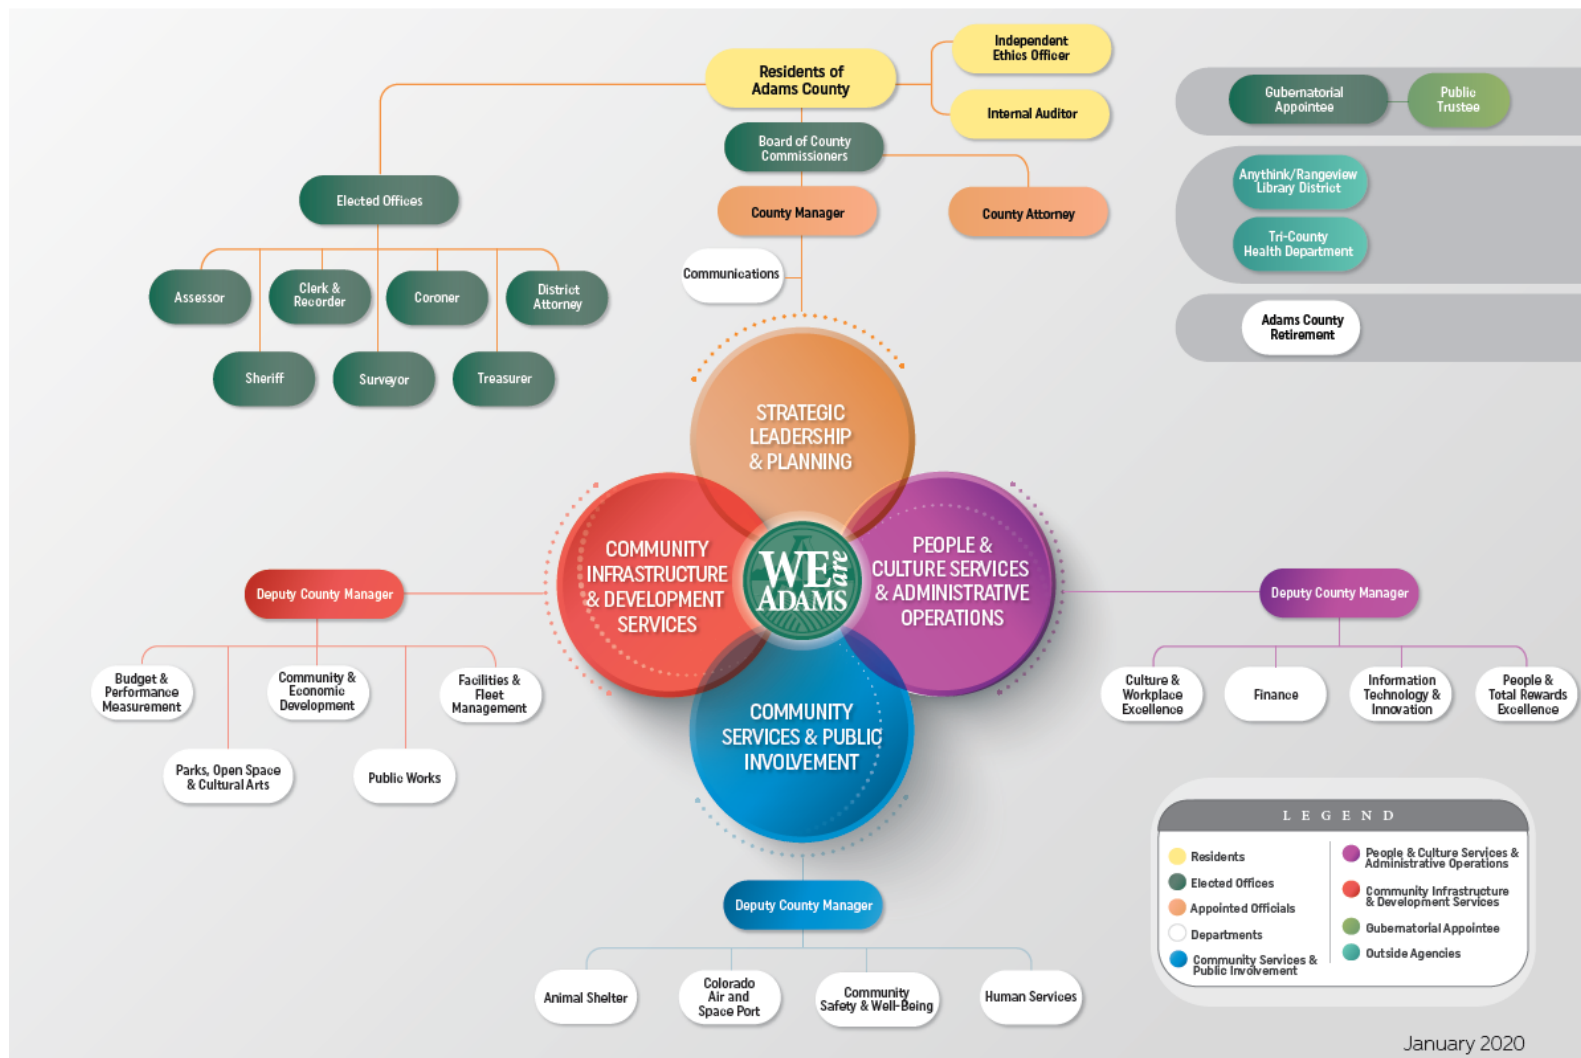 Independent
Ethics Officer
Residents of
Adams County
Internal Auditor
Gubernatorial
Appointee
Public
Trustee
Board of County
Commissioners
Anythink/Rangeview
Library District
Elected Offices
County Manager
County Attorney
Tri-County
Health Department
Communications
Assessor
Clerk &
Recorder
Coroner
District
Attorney
Adams County
Retirement
Sheriff
Surveyor
Treasurer
STRATEGIC
LEADERSHIP
& PLANNING
COMMUNITY
INFRASTRUCTURE
& DEVELOPMENT
SERVICES
WE are
ADAMS
PEOPLE &
CULTURE SERVICES
& ADMINISTRATIVE
OPERATIONS
COMMUNITY
SERVICES & PUBLIC
INVOLVEMENT
Deputy County Manager
Budget &
Performance
Measurement
Community &
Economic
Development
Facilities &
Fleet
Management
Parks, Open Space
& Cultural Arts
Public Works
Deputy County Manager
Culture &
Workplace
Excellence
Finance
Information
Technology &
Innovation
People &
Total Rewards
Excellence
Deputy County Manager
Animal Shelter
Colorado
Air and
Space Port
Community
Safety & Well-Being
Human Services
LEGEND
Residents
Elected Offices
Appointed Officials
Departments
Community Services &
Public Involvement
People & Culture Services &
Administrative Operations
Community Infrastructure
& Development Services
Gubernatorial Appointee
Outside Agencies
January 2020